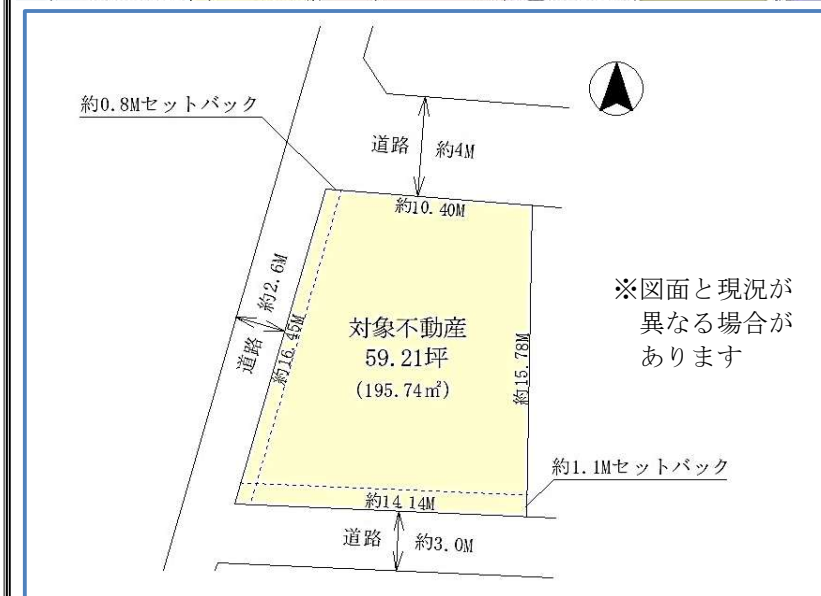 約0.8Mセットバック
道路 約4M
約10.40M
約2.6M
道路
約16.45M
対象不動産
59.21坪
(195.74㎡)
約15.78M
※図面と現況が
異なる場合が
あります
約1.1Mセットバック
約14.14M
道路 約3.0M